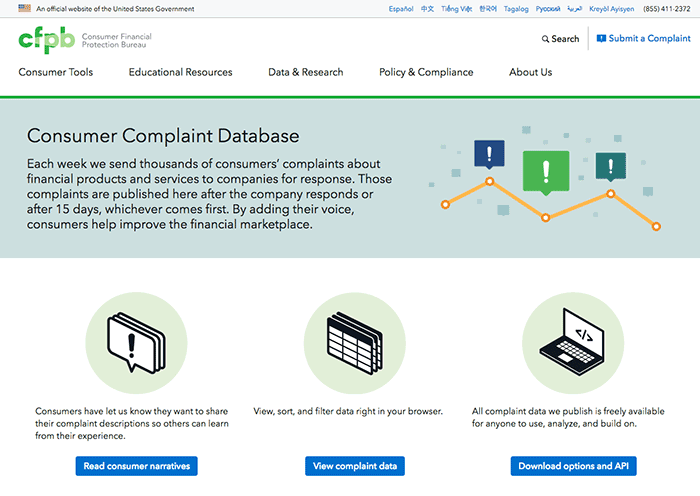 An official website of the United States Government
Español 中文 Tiếng Việt 한국어 Tagalog Русский العربية Kreyòl Ayisyen (855) 411-2372
cfpb Consumer Financial
Protection Bureau
Search
Submit a Complaint
Consumer Tools Educational Resources Data & Research Policy & Compliance About Us
Consumer Complaint Database
Each week we send thousands of consumers’ complaints about
financial products and services to companies for response. Those
complaints are published here after the company responds or
after 15 days, whichever comes first. By adding their voice,
consumers help improve the financial marketplace.
Consumers have let us know they want to share
their complaint descriptions so others can learn
from their experience.
Read consumer narratives
View, sort, and filter data right in your browser.
View complaint data
All complaint data we publish is freely available
for anyone to use, analyze, and build on.
Download options and API